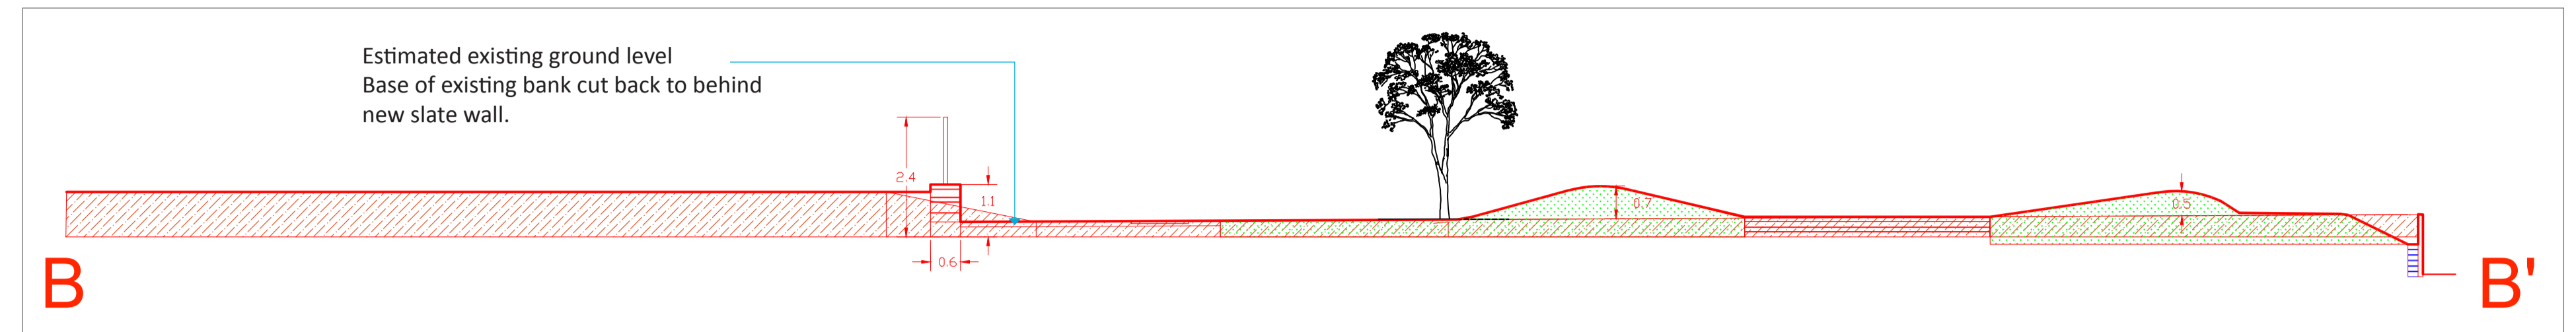 Estimated existing ground level
Base of existing bank cut back to behind
new slate wall.
2.4
1.1
0.7
0.5
0.6
B
B'